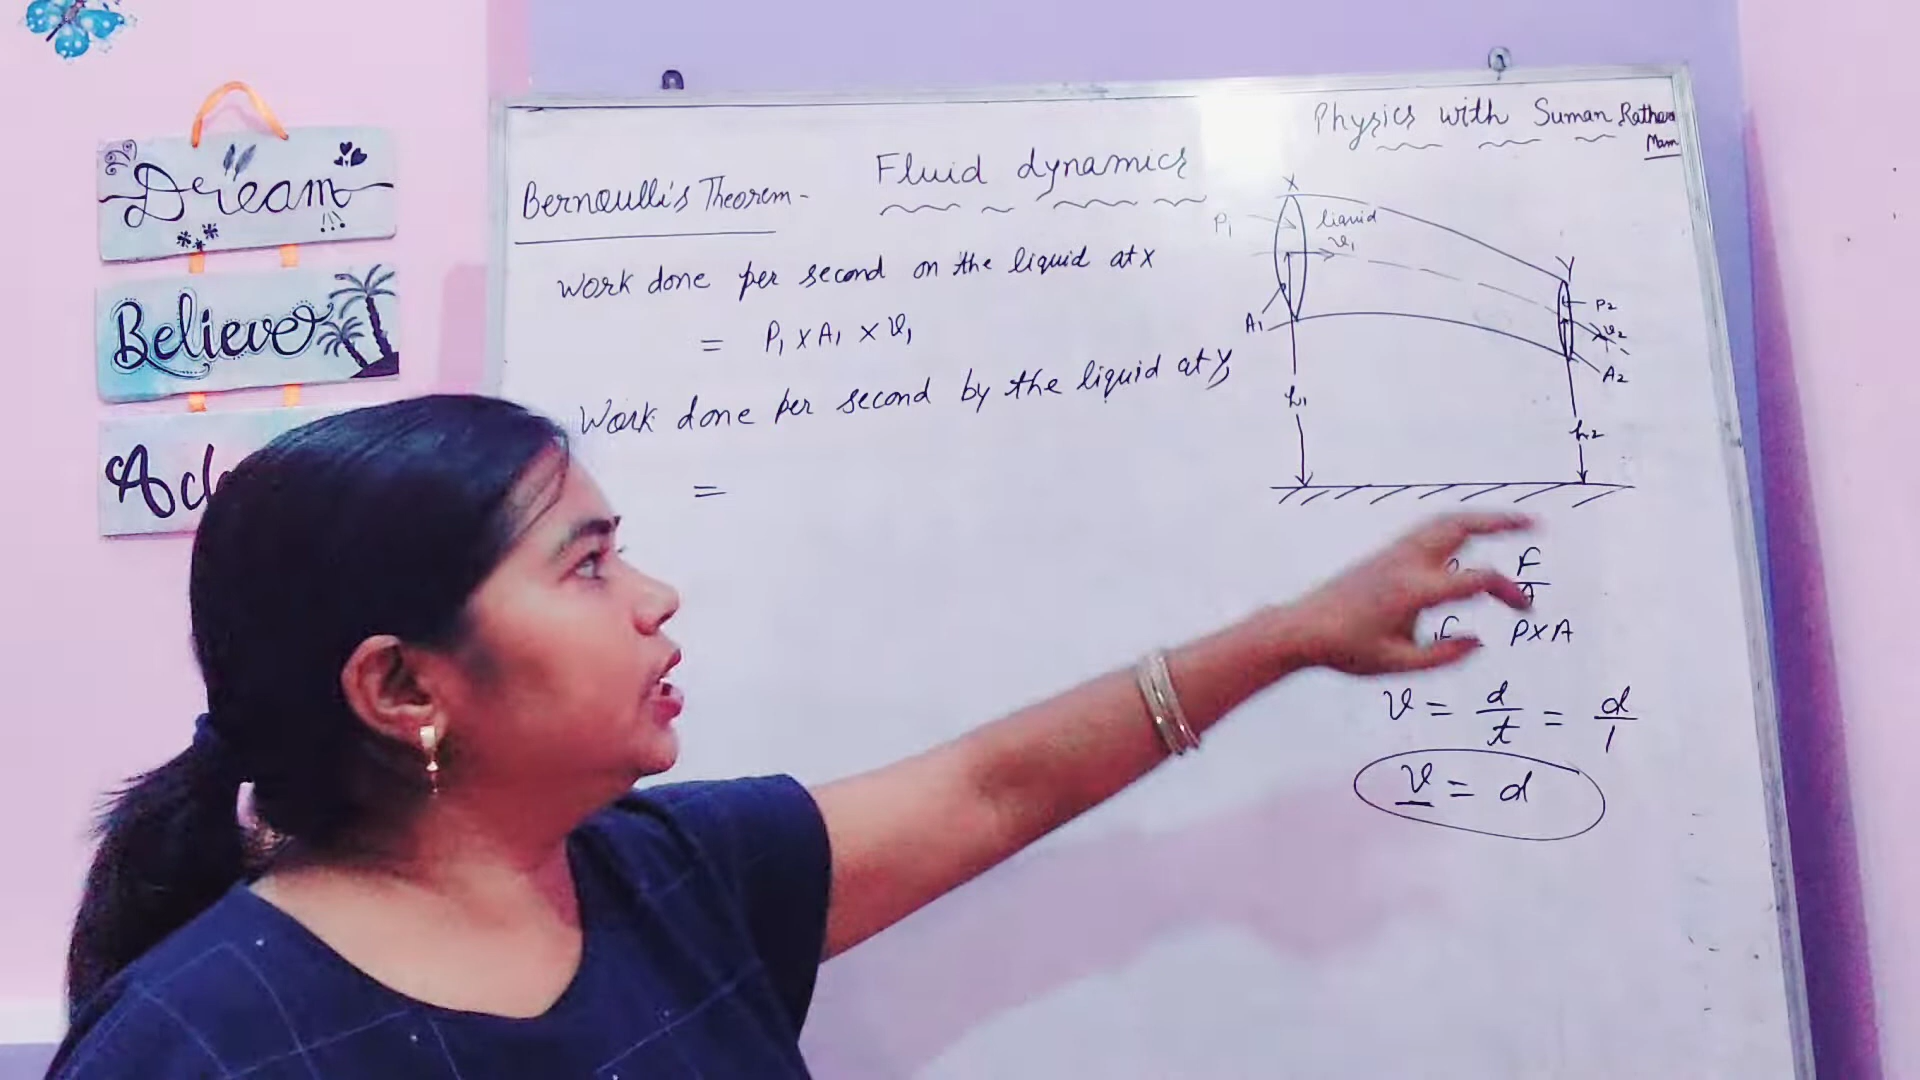 Dream
Believe
Physics with Suman Rathore
Mam
Fluid dynamics
Bernoulli's Theorem -
Work done per second on the liquid at X
= P₁ x A₁ x v₁
Work done per second by the liquid at Y
=
X
P₁
liquid
v₁
Y
P₂
v₂
A₁
A₂
h₁
h₂
F
P x A
v = d/t = d/1
v = d